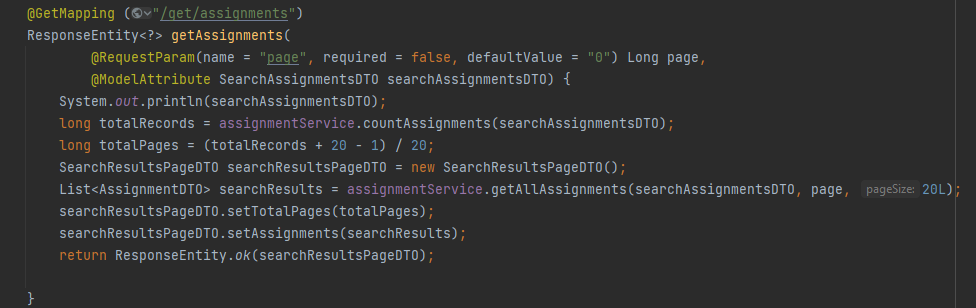 @GetMapping ("/get/assignments")
ResponseEntity<?> getAssignments(
@RequestParam(name = "page", required = false, defaultValue = "0") Long page,
@ModelAttribute SearchAssignmentsDTO searchAssignmentsDTO) {
System.out.println(searchAssignmentsDTO);
long totalRecords = assignmentService.countAssignments(searchAssignmentsDTO);
long totalPages = (totalRecords + 20 - 1) / 20;
SearchResultsPageDTO searchResultsPageDTO = new SearchResultsPageDTO();
List<AssignmentDTO> searchResults = assignmentService.getAllAssignments(searchAssignmentsDTO, page, pageSize: 20L);
searchResultsPageDTO.setTotalPages(totalPages);
searchResultsPageDTO.setAssignments(searchResults);
return ResponseEntity.ok(searchResultsPageDTO);
}